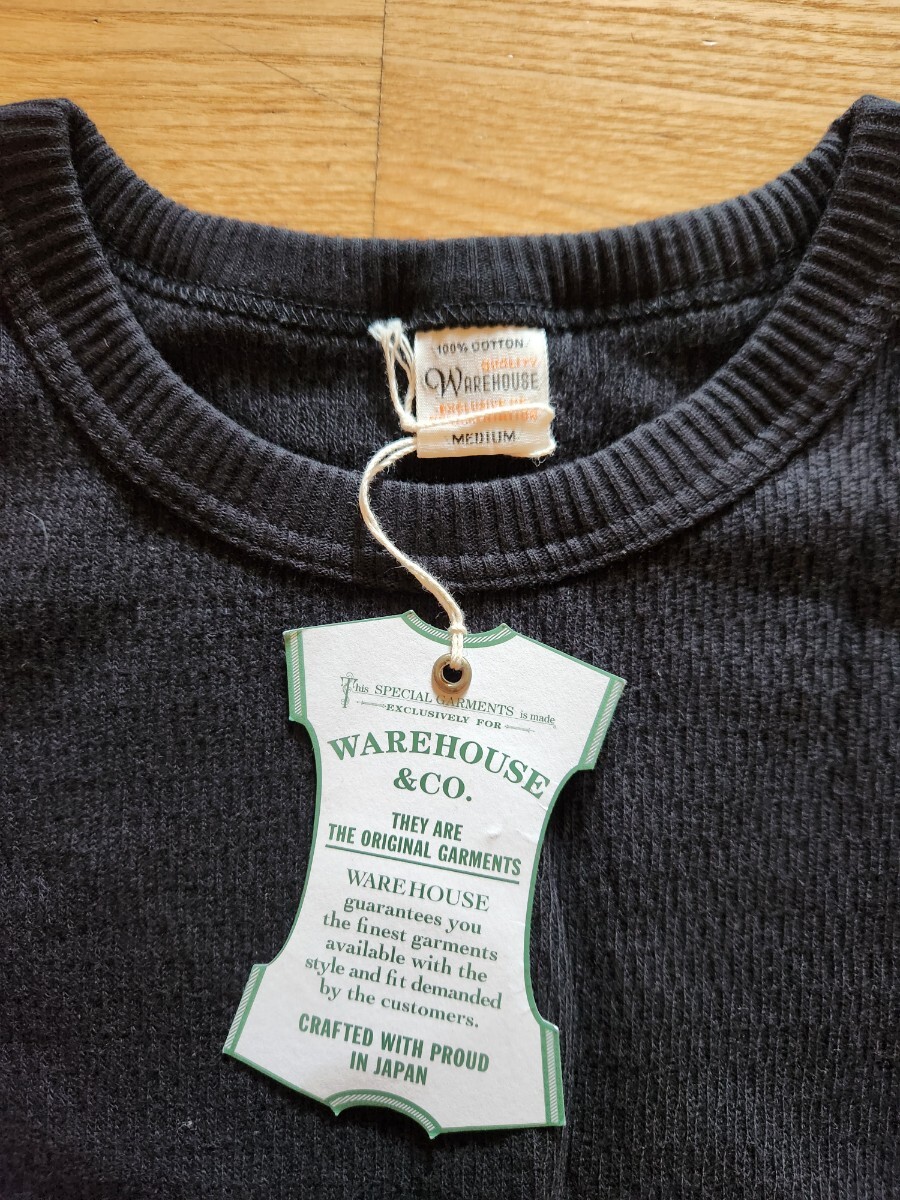 100% COTTON
QUALITY
WAREHOUSE
EXCLUSIVE
MEDIUM
This SPECIAL GARMENTS is made
EXCLUSIVELY FOR
WAREHOUSE
&CO.
THEY ARE
THE ORIGINAL GARMENTS
WAREHOUSE
guarantees you
the finest garments
available with the
style and fit demanded
by the customers.
CRAFTED WITH PROUD
IN JAPAN